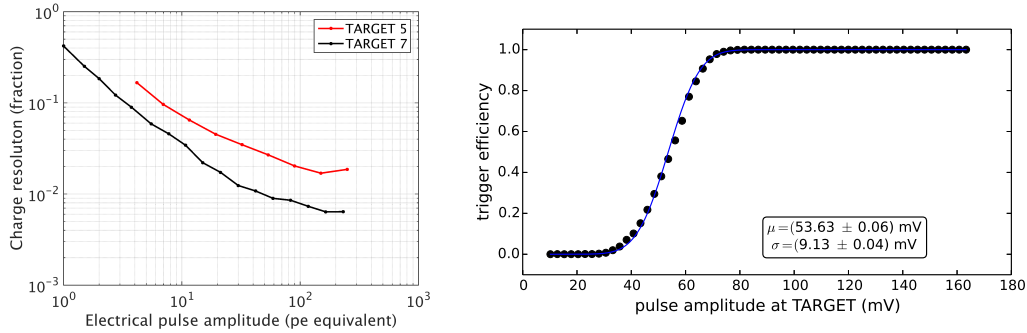 10^0
10^-1
10^-2
10^-3
Charge resoluton (fraction)
TARGET 5
TARGET 7
10^0 10^1 10^2 10^3
Electrical pulse amplitude (pe equivalent)
1.0
0.8
0.6
0.4
0.2
0.0
trigger efficiency
μ=(53.63 ± 0.06) mV
σ=(9.13 ± 0.04) mV
0 20 40 60 80 100 120 140 160 180
pulse amplitude at TARGET (mV)